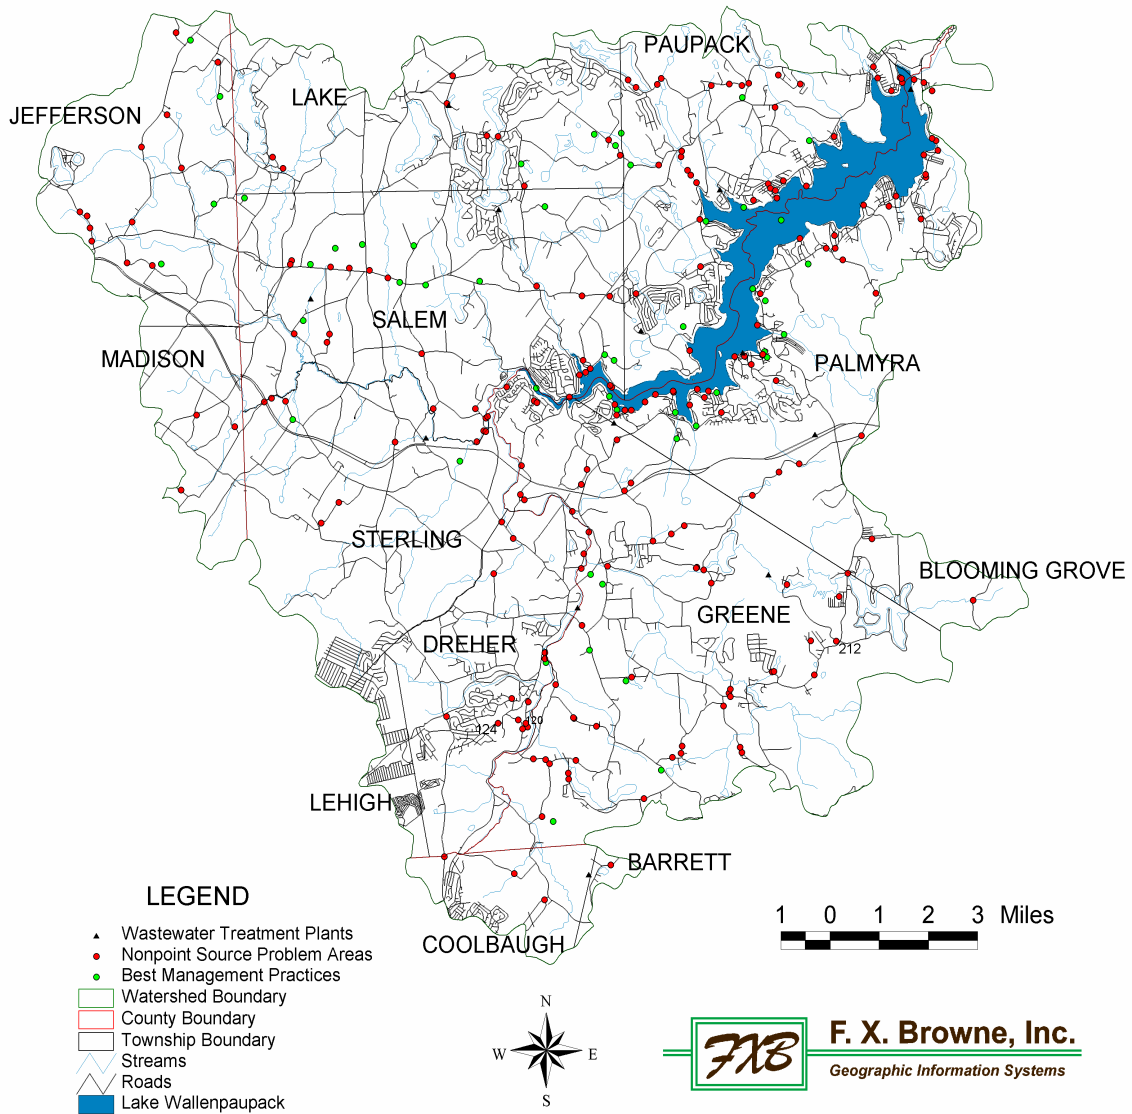 PAUPACK
LAKE
JEFFERSON
SALEM
MADISON
PALMYRA
STERLING
BLOOMING GROVE
GREENE
DREHER
212
120
124
LEHIGH
BARRETT
COOLBAUGH
LEGEND
Wastewater Treatment Plants
Nonpoint Source Problem Areas
Best Management Practices
Watershed Boundary
County Boundary
Township Boundary
Streams
Roads
Lake Wallenpaupack
1 0 1 2 3 Miles
N
W E
S
FXB
F. X. Browne, Inc.
Geographic Information Systems